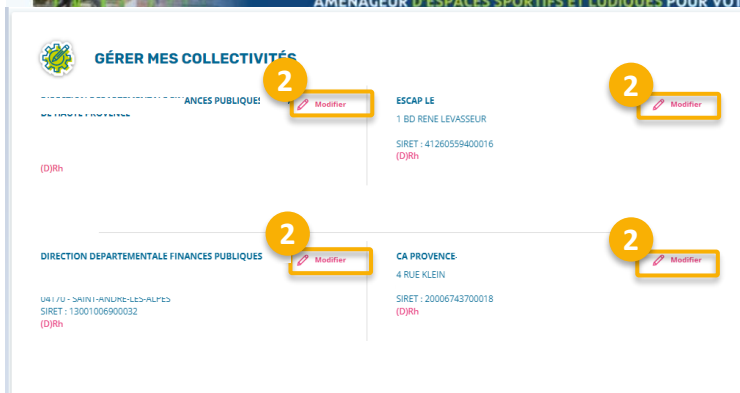 AMÉNAGEUR D'ESPACES SPORTIFS ET LUDIQUES POUR VOT
GÉRER MES COLLECTIVITÉS
2
2
ANCES PUBLIQUES
Modifier
ESCAP LE
Modifier
DE HAUTE PROVENCE
1 BD RENE LEVASSEUR
SIRET : 41260559400016
(D)Rh
(D)Rh
2
2
DIRECTION DEPARTEMENTALE FINANCES PUBLIQUES
Modifier
CA PROVENCE-
Modifier
4 RUE KLEIN
04170 - SAINT-ANDRE-LES-ALPES
SIRET : 20006743700018
SIRET : 13001006900032
(D)Rh
(D)Rh